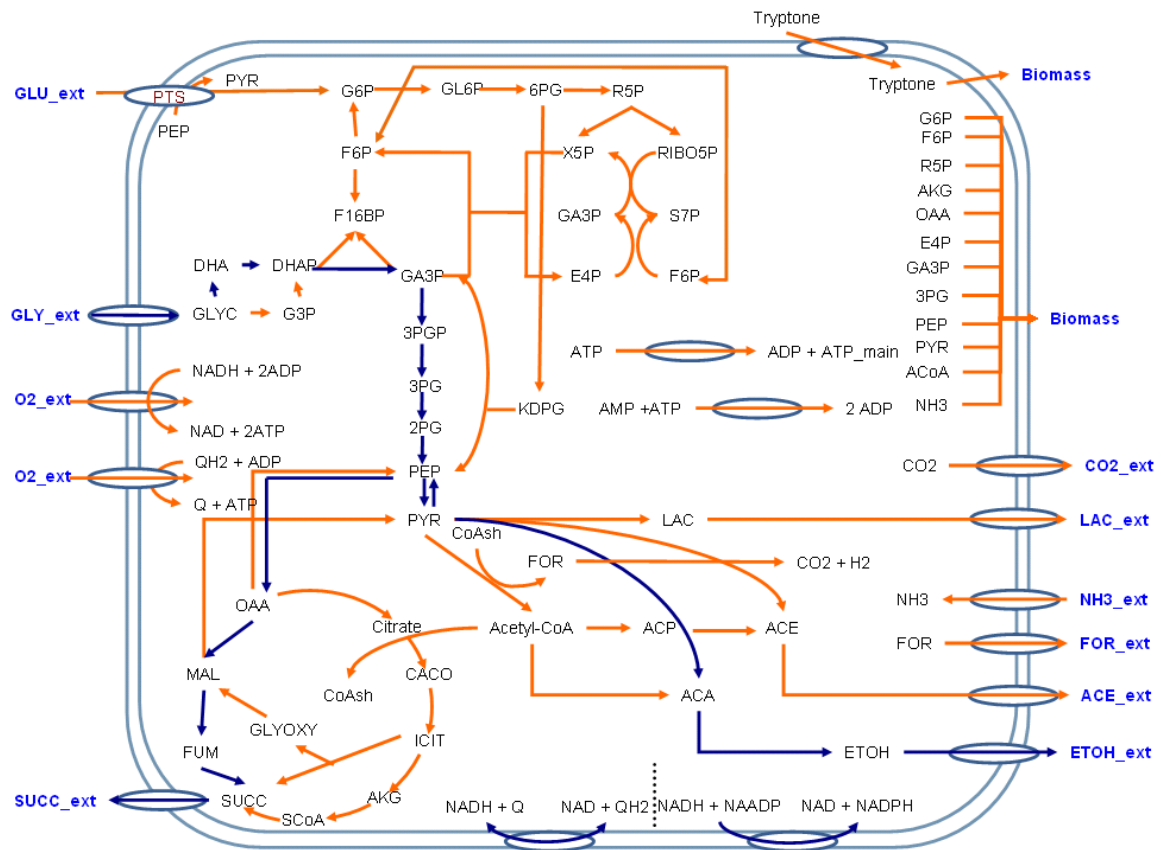 Tryptone
Tryptone
Biomass
GLU_ext
PTS
PYR
PEP
G6P
GL6P
6PG
R5P
F6P
X5P
RIBO5P
F16BP
GA3P
S7P
DHA
DHAP
GA3P
E4P
F6P
GLY_ext
GLYC
G3P
3PGP
NADH + 2ADP
O2_ext
NAD + 2ATP
3PG
KDPG
2PG
QH2 + ADP
O2_ext
Q + ATP
PEP
PYR
CoAsh
ATP
ADP + ATP_main
AMP +ATP
2 ADP
G6P
F6P
R5P
AKG
OAA
E4P
GA3P
3PG
PEP
PYR
ACoA
NH3
Biomass
CO2
CO2_ext
LAC
LAC_ext
FOR
CO2 + H2
NH3
NH3_ext
FOR
FOR_ext
OAA
Citrate
Acetyl-CoA
ACP
ACE
ACE_ext
MAL
CoAsh
CACO
ACA
GLYOXY
FUM
ICIT
ETOH
ETOH_ext
SUCC_ext
SUCC
AKG
SCoA
NADH + Q
NAD + QH2
NADH + NAADP
NAD + NADPH